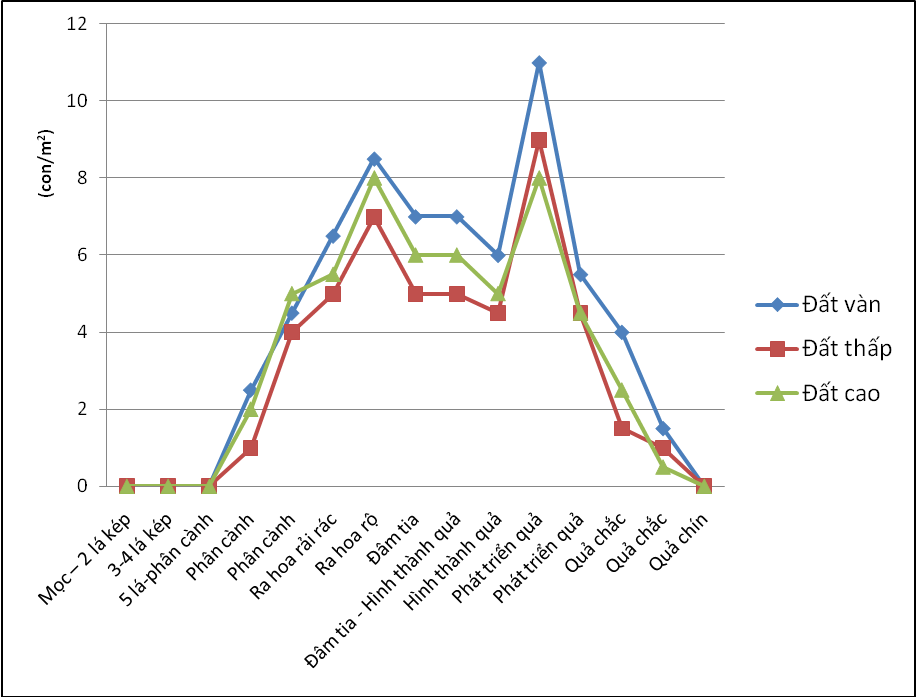 12
10
8
6
4
2
0
(con/m²)
Mọc – 2 lá kép
3-4 lá kép
5 lá-phân cành
Phân cành
Phân cành
Ra hoa rải rác
Ra hoa rộ
Đâm tia
Đâm tia - Hình thành quả
Hình thành quả
Phát triển quả
Phát triển quả
Quả chắc
Quả chắc
Quả chín
Đất vàn
Đất thấp
Đất cao